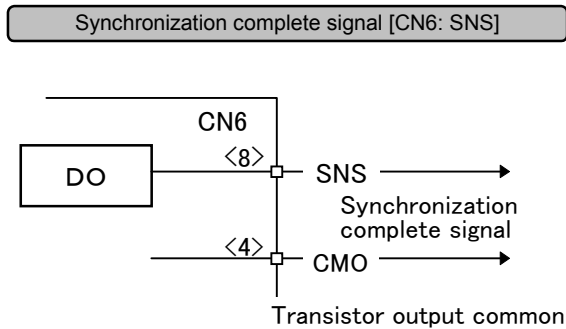 Synchronization complete signal [CN6: SNS]
CN6
DO
<8>
SNS
Synchronization
complete signal
<4>
CMO
Transistor output common